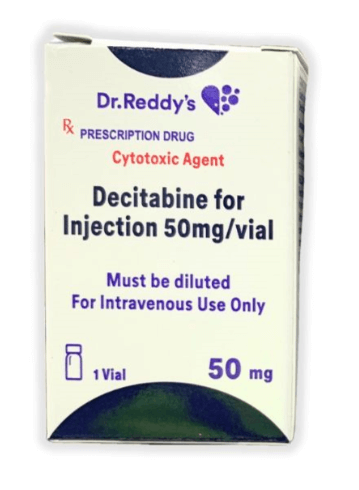 Dr.Reddy's
Rx PRESCRIPTION DRUG
Cytotoxic Agent
Decitabine for
Injection 50mg/vial
Must be diluted
For Intravenous Use Only
1 Vial
50 mg